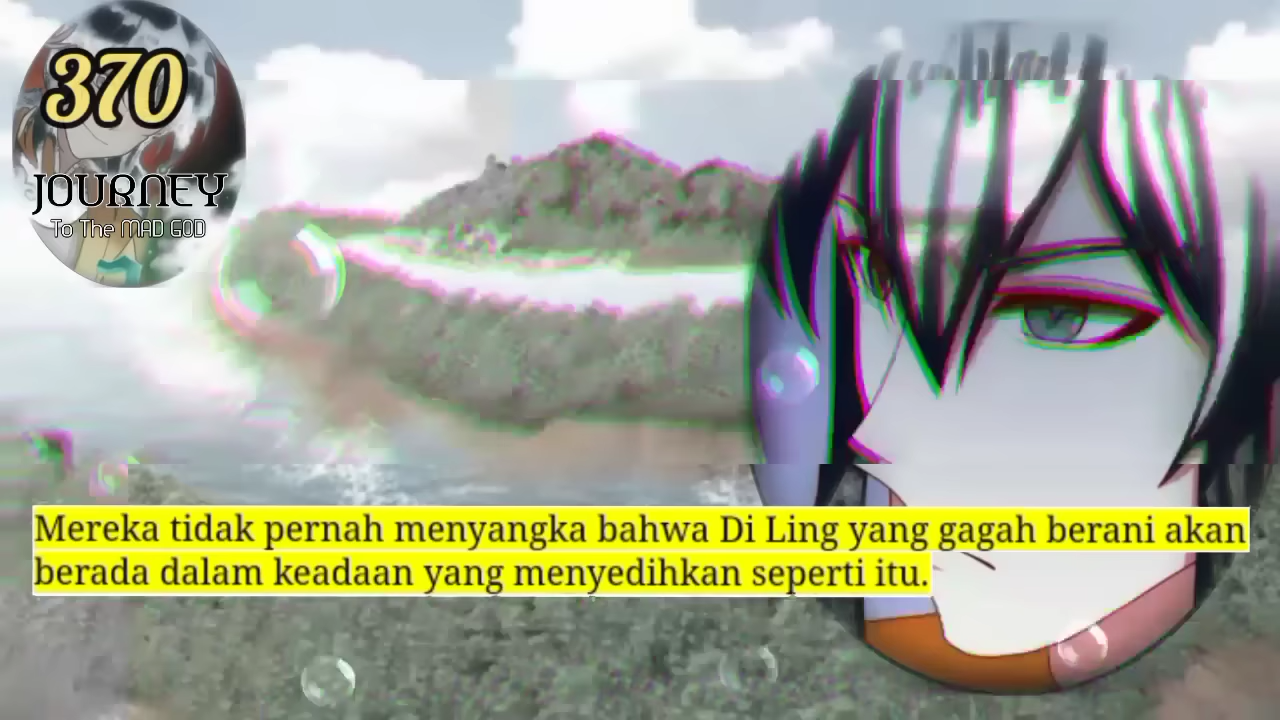 370
JOURNEY
To The MAD GOD
Mereka tidak pernah menyangka bahwa Di Ling yang gagah berani akan
berada dalam keadaan yang menyedihkan seperti itu.